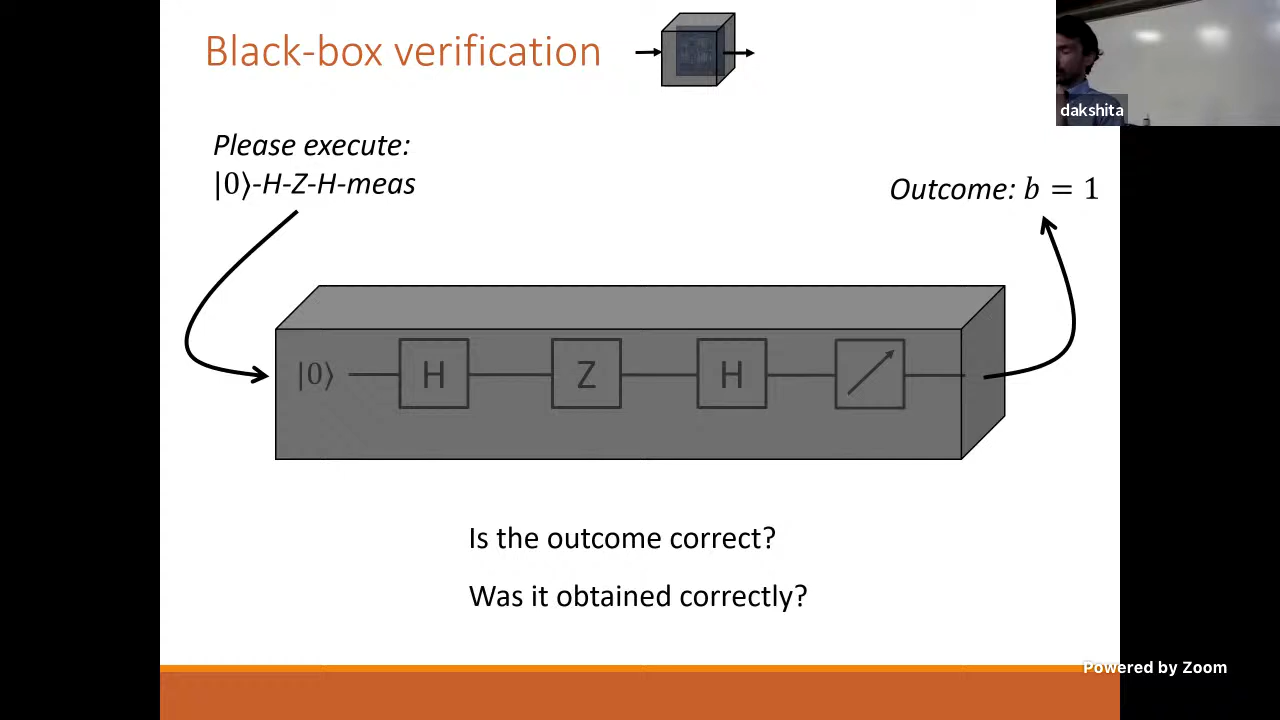 Black-box verification
dakshita
Please execute:
|0⟩-H-Z-H-meas
Outcome: b = 1
|0⟩ H Z H
Is the outcome correct?
Was it obtained correctly?
Powered by Zoom